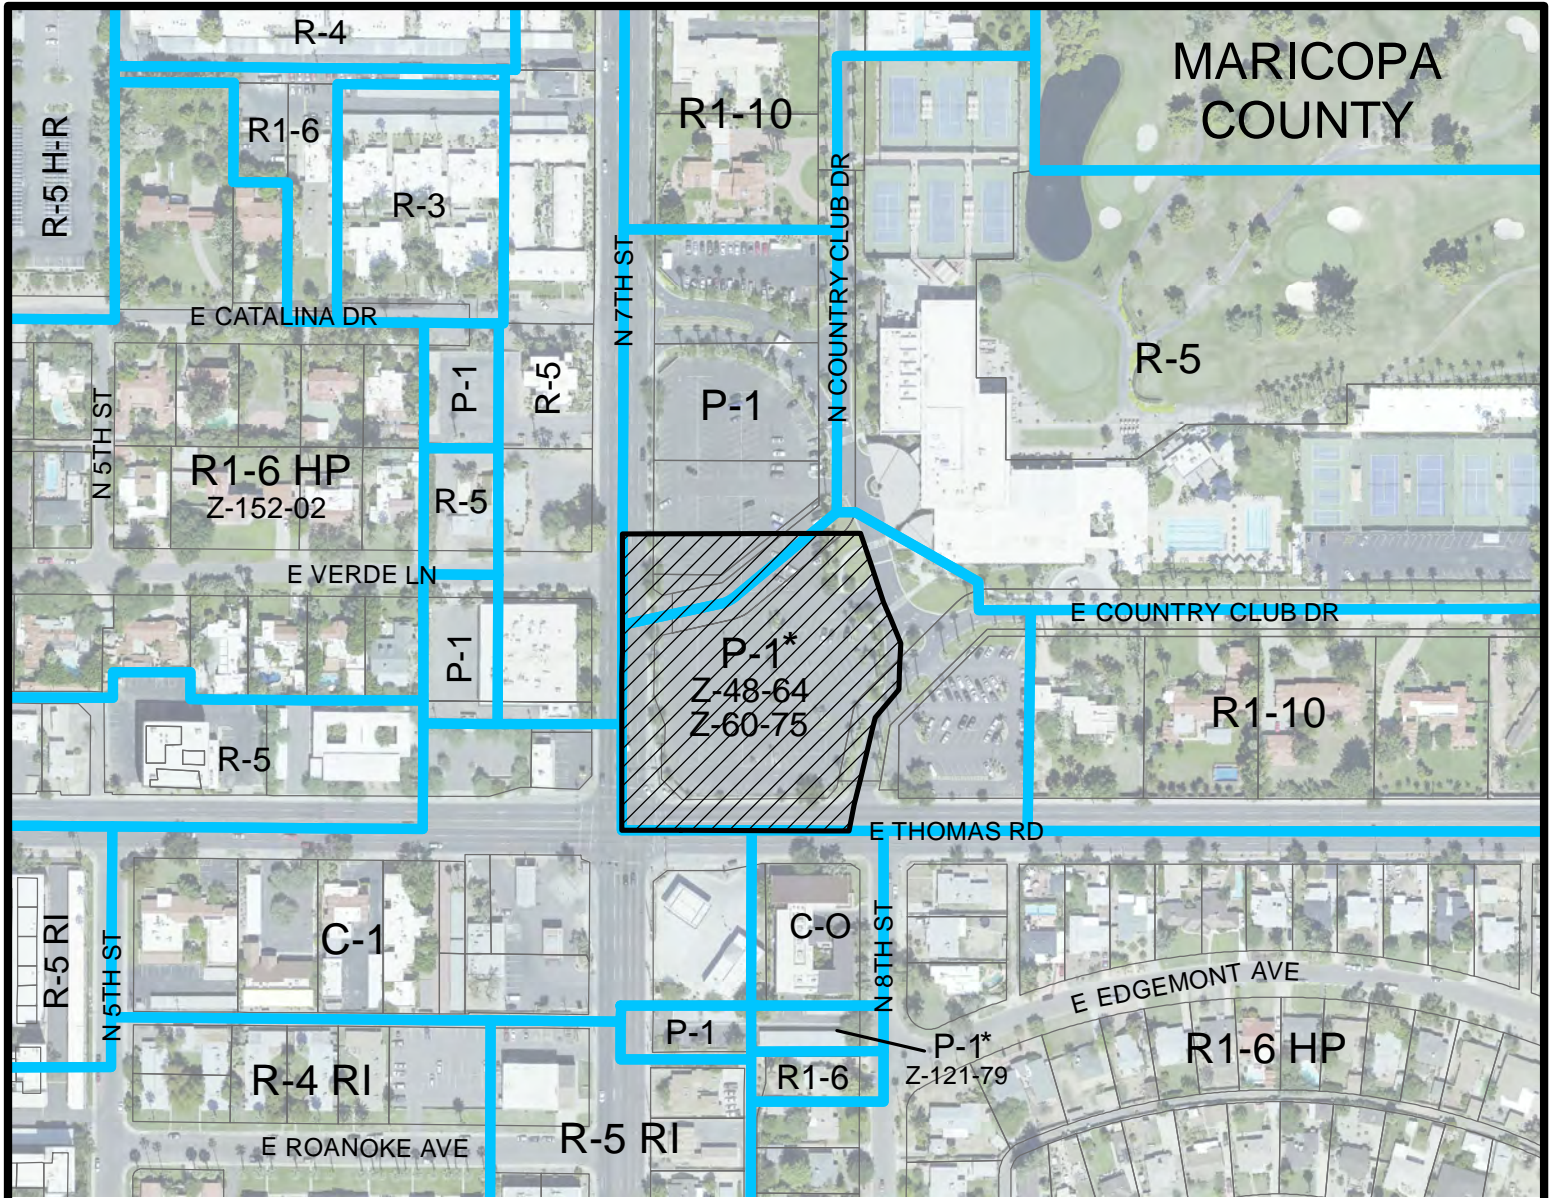 R-4
MARICOPA
COUNTY
R-5 H-R
R1-6
R1-10
R-3
N COUNTRY CLUB DR
N 7TH ST
E CATALINA DR
P-1
R-5
P-1
R-5
N 5TH ST
R1-6 HP
Z-152-02
R-5
E VERDE LN
E COUNTRY CLUB DR
P-1
P-1*
Z-48-64
Z-60-75
R1-10
R-5
E THOMAS RD
R-5 RI
N 5TH ST
C-1
C-O
N 8TH ST
E EDGEMONT AVE
P-1
P-1*
Z-121-79
R1-6 HP
R-4 RI
R1-6
E ROANOKE AVE
R-5 RI